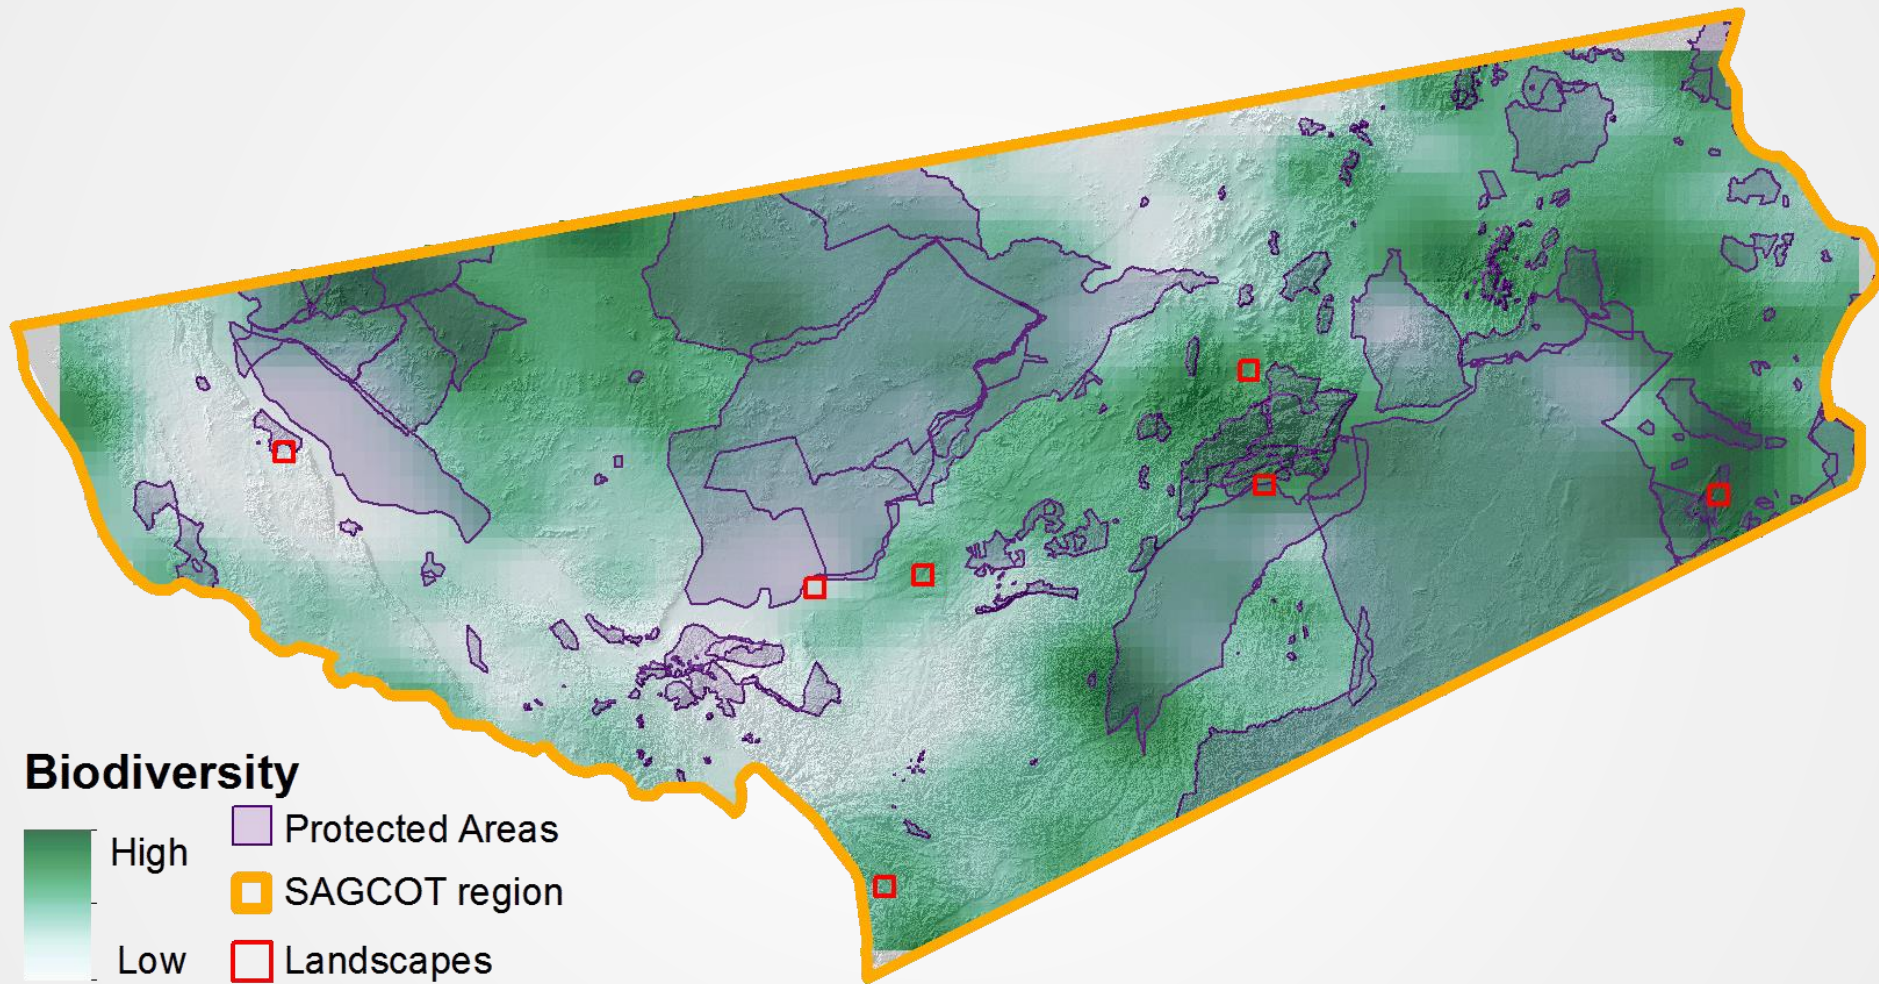 Biodiversity
High
Low
Protected Areas
SAGCOT region
Landscapes